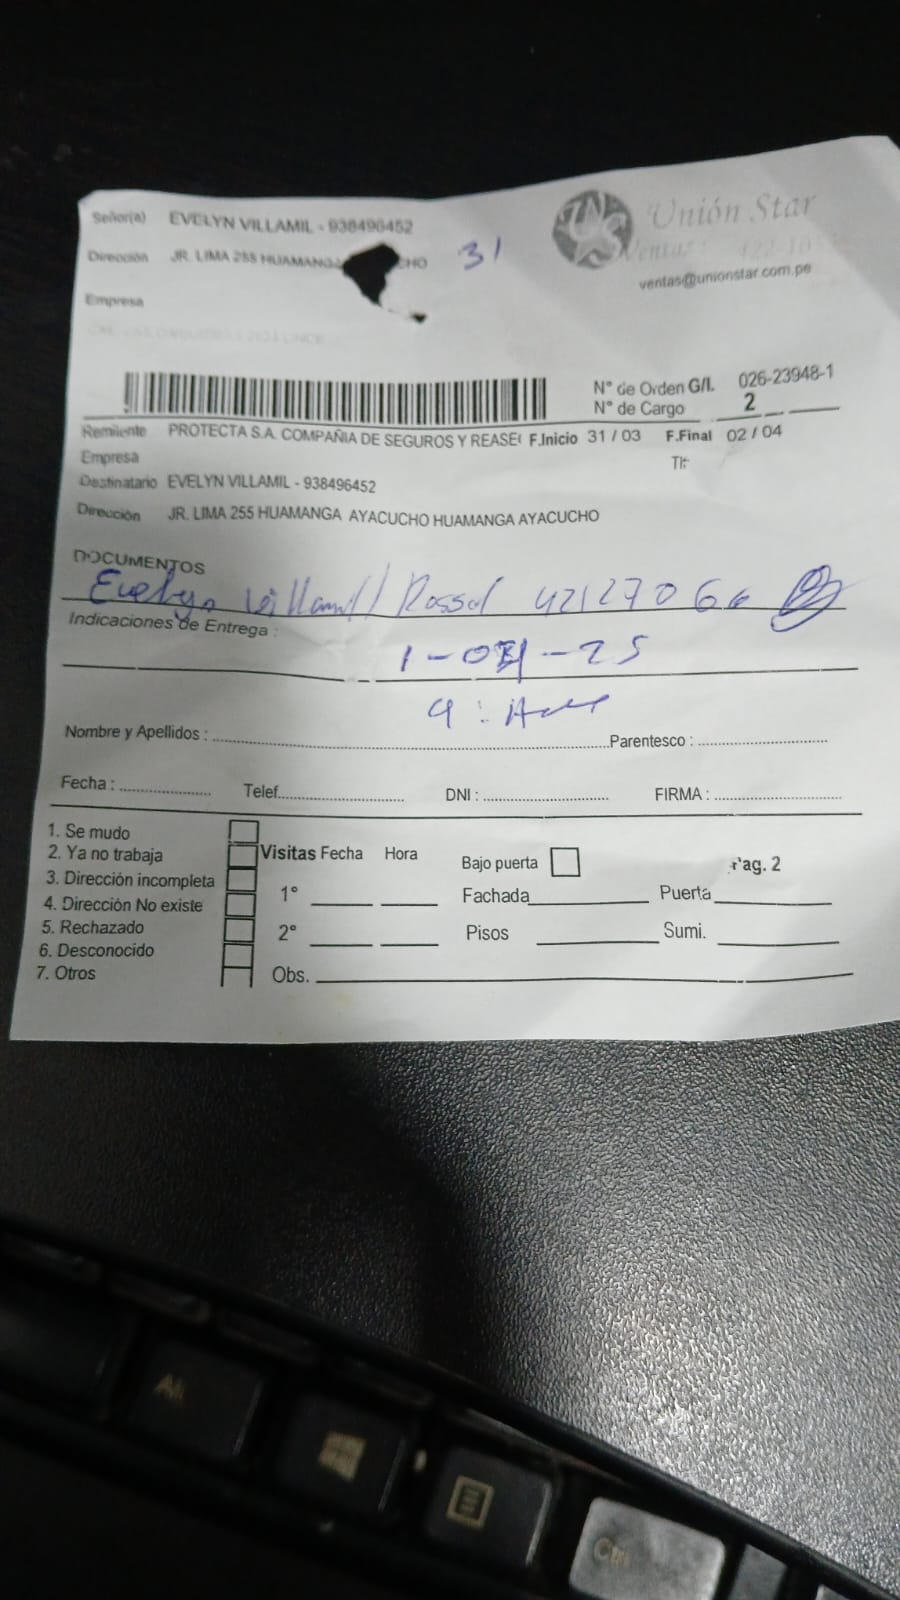 Señor(a) EVELYN VILLAMIL - 938496452
Unión Star
Dirección JR. LIMA 255 HUAMANGA CHO 31
Ventas:
ventas@unionstar.com.pe
Empresa
N° de Orden G/I. 026-23948-1
N° de Cargo 2
Remitente PROTECTA S.A. COMPAÑIA DE SEGUROS Y REASE( F.Inicio 31 / 03 F.Final 02 / 04
Empresa
Destinatario EVELYN VILLAMIL - 938496452
Dirección JR. LIMA 255 HUAMANGA AYACUCHO HUAMANGA AYACUCHO
DOCUMENTOS
Evelyn Villamil Rossel 42127066
Indicaciones de Entrega :
1-04-25
Nombre y Apellidos : Parentesco :
Fecha : Telef. DNI : FIRMA :
1. Se mudo
2. Ya no trabaja Visitas Fecha Hora Bajo puerta Pag. 2
3. Dirección incompleta
4. Dirección No existe 1° Fachada Puerta
5. Rechazado
6. Desconocido 2° Pisos Sumi.
7. Otros Obs.
Alt
Ctrl